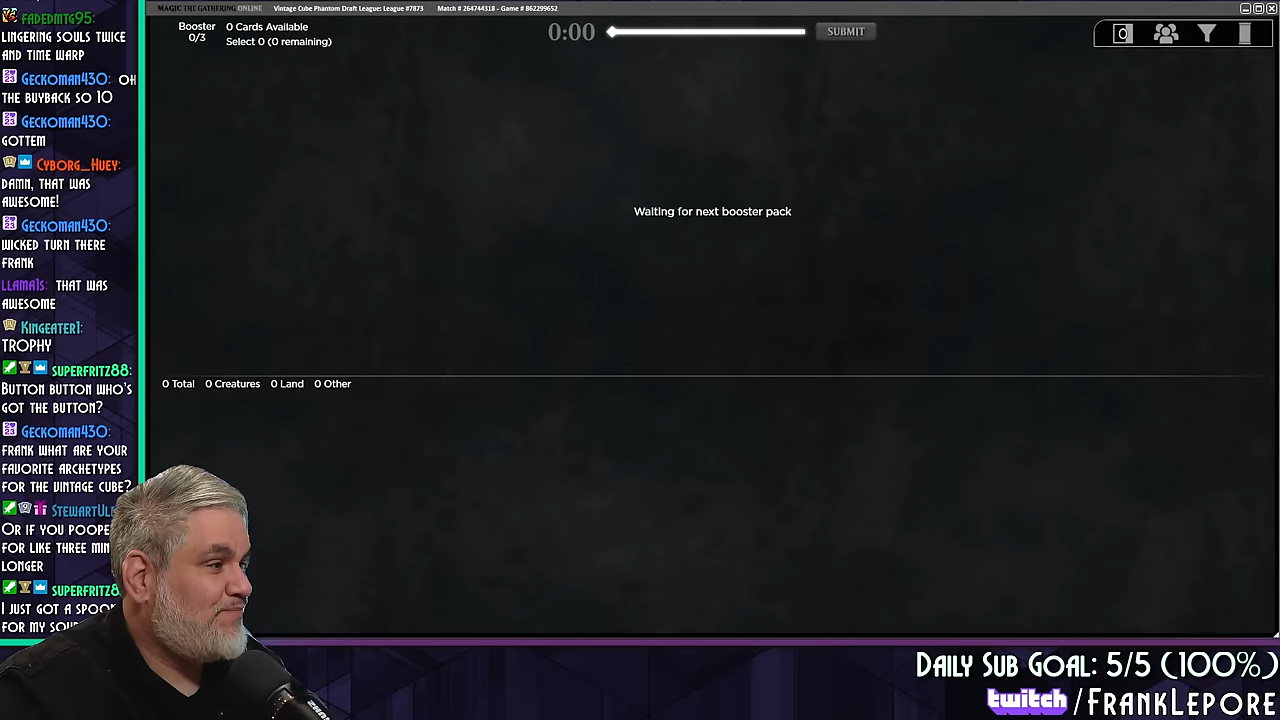 fadedmtg95:
Lingering Souls twice
and Time Warp
Geckoman430: Oh
the buyback so 10
Geckoman430:
gottem
Cyborg_Huey:
Damn, that was
awesome!
Geckoman430:
wicked turn there
frank
llama1s: that was
awesome
Kingeater1:
Trophy
superfritz88:
Button button who's
got the button?
Geckoman430:
Frank what are your
favorite archetypes
for the vintage cube?
Or if you
for like three
longer
I just got a
for my
MAGIC THE GATHERING ONLINE
Vintage Cube Phantom Draft League: League #7873
Match # 264744318 - Game # 862299652
Booster
0/3
0 Cards Available
Select 0 (0 remaining)
0:00
SUBMIT
0
Waiting for next booster pack
0 Total 0 Creatures 0 Land 0 Other
Daily Sub Goal: 5/5 (100%)
twitch/FrankLepore